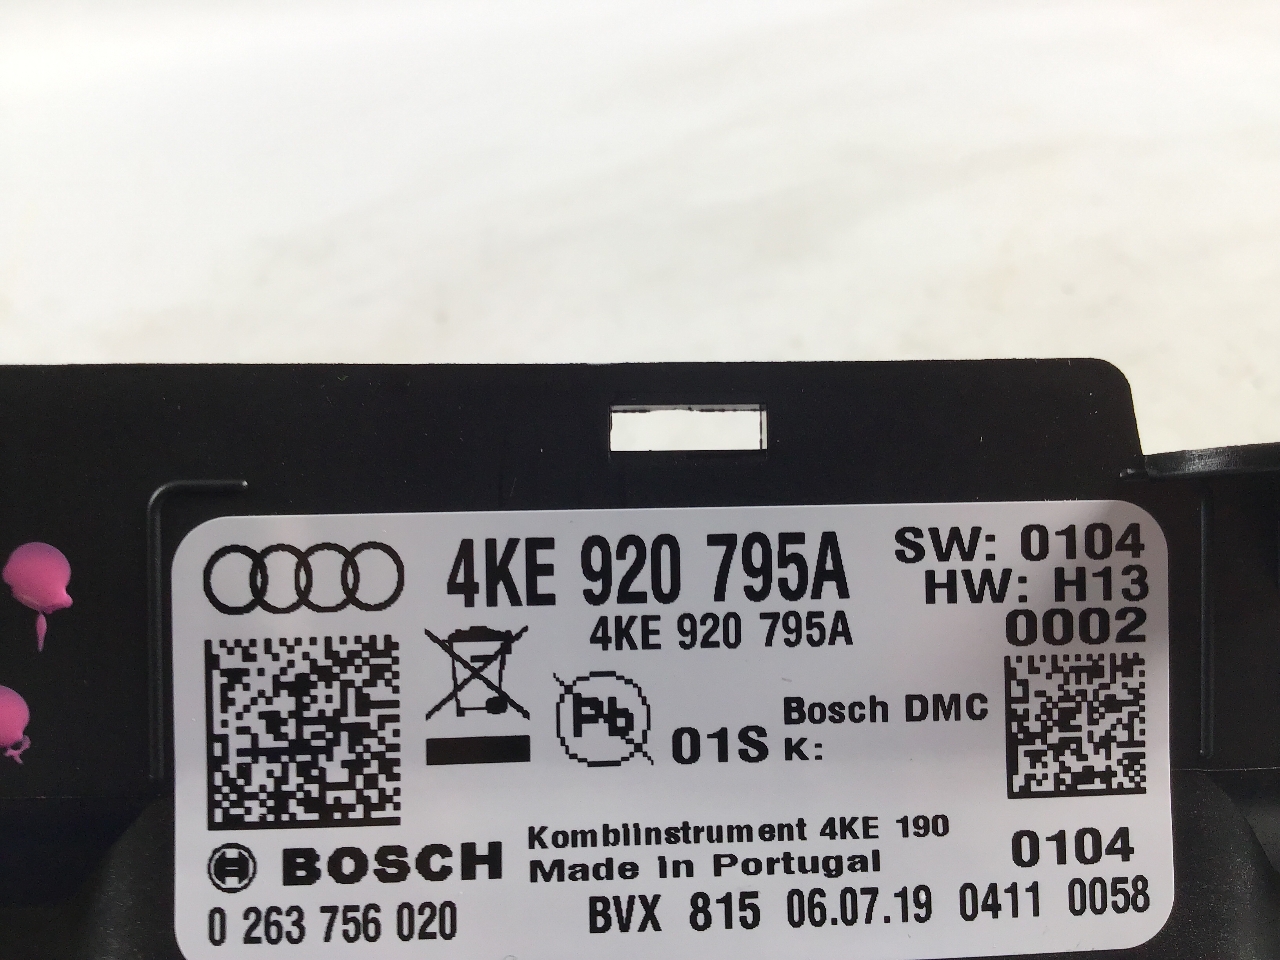 4KE 920 795A
SW: 0104
HW: H13
4KE 920 795A
0002
Pb
01S
Bosch DMC
K:
BOSCH
Kombiinstrument 4KE 190
Made in Portugal
0104
0 263 756 020
BVX 815 06.07.19 0411 0058